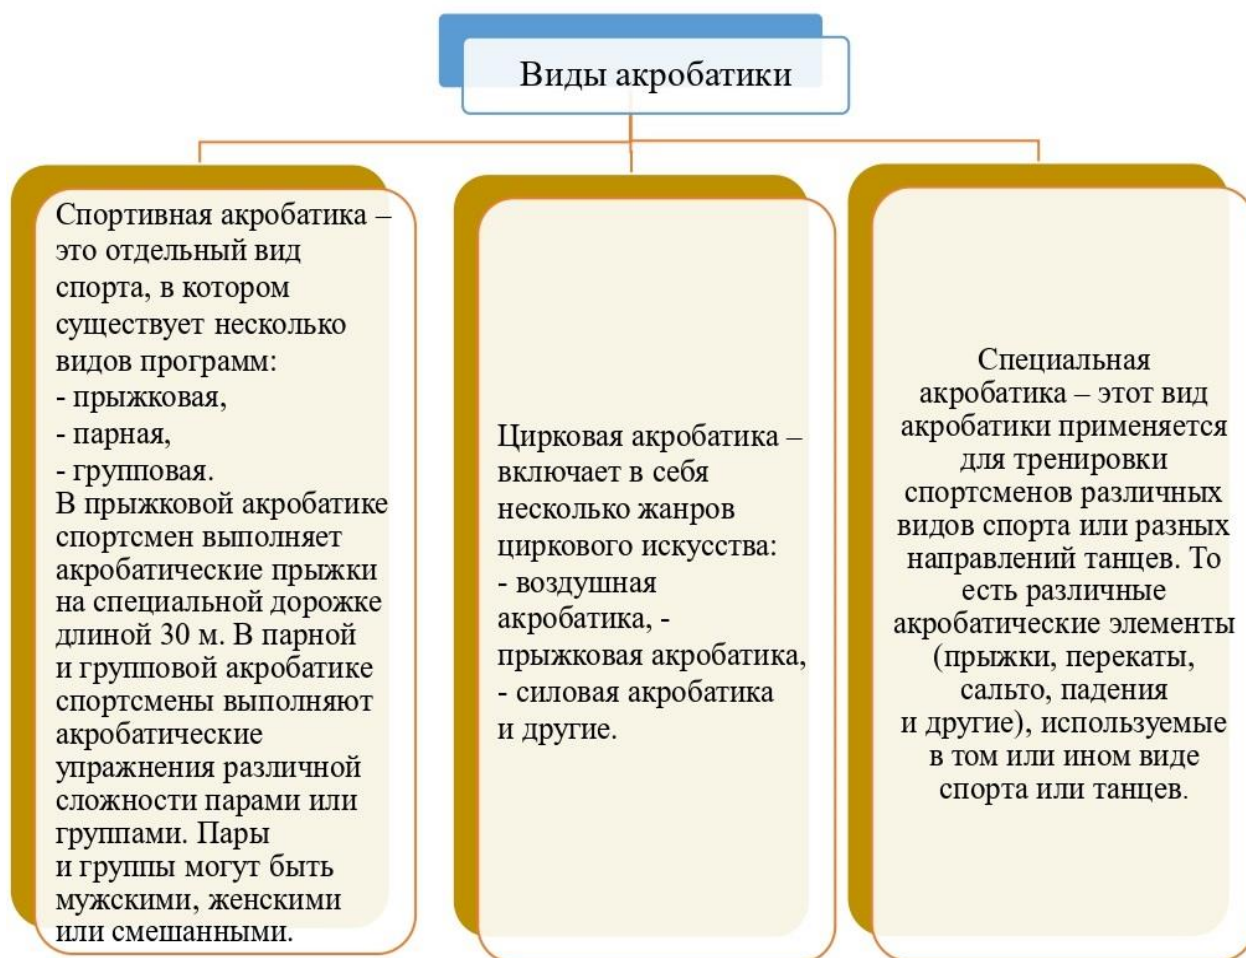 Виды акробатики
Спортивная акробатика –
это отдельный вид
спорта, в котором
существует несколько
видов программ:
- прыжковая,
- парная,
- групповая.
В прыжковой акробатике
спортсмен выполняет
акробатические прыжки
на специальной дорожке
длиной 30 м. В парной
и групповой акробатике
спортсмены выполняют
акробатические
упражнения различной
сложности парами или
группами. Пары
и группы могут быть
мужскими, женскими
или смешанными.
Цирковая акробатика –
включает в себя
несколько жанров
циркового искусства:
- воздушная
акробатика, -
прыжковая акробатика,
- силовая акробатика
и другие.
Специальная
акробатика – этот вид
акробатики применяется
для тренировки
спортсменов различных
видов спорта или разных
направлений танцев. То
есть различные
акробатические элементы
(прыжки, перекаты,
сальто, падения
и другие), используемые
в том или ином виде
спорта или танцев.